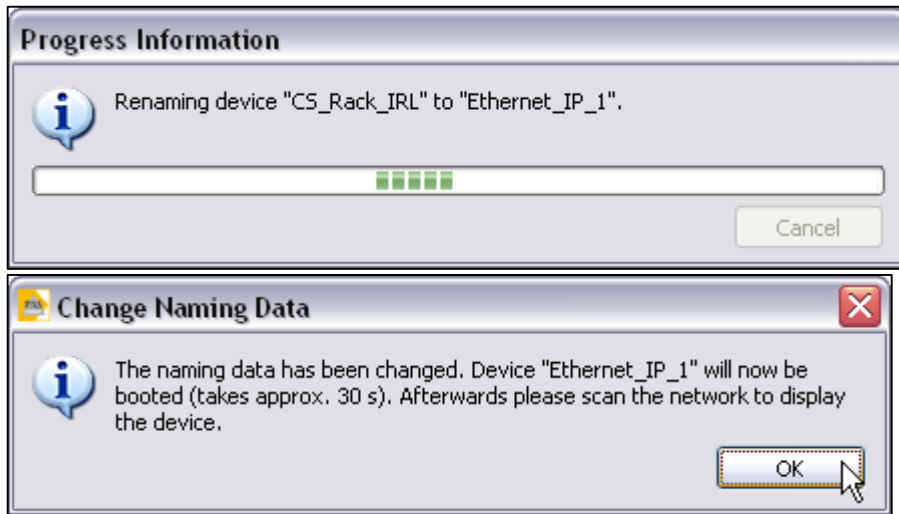 Progress Information
Renaming device "CS_Rack_IRL" to "Ethernet_IP_1".
Cancel
Change Naming Data
The naming data has been changed. Device "Ethernet_IP_1" will now be
booted (takes approx. 30 s). Afterwards please scan the network to display
the device.
OK